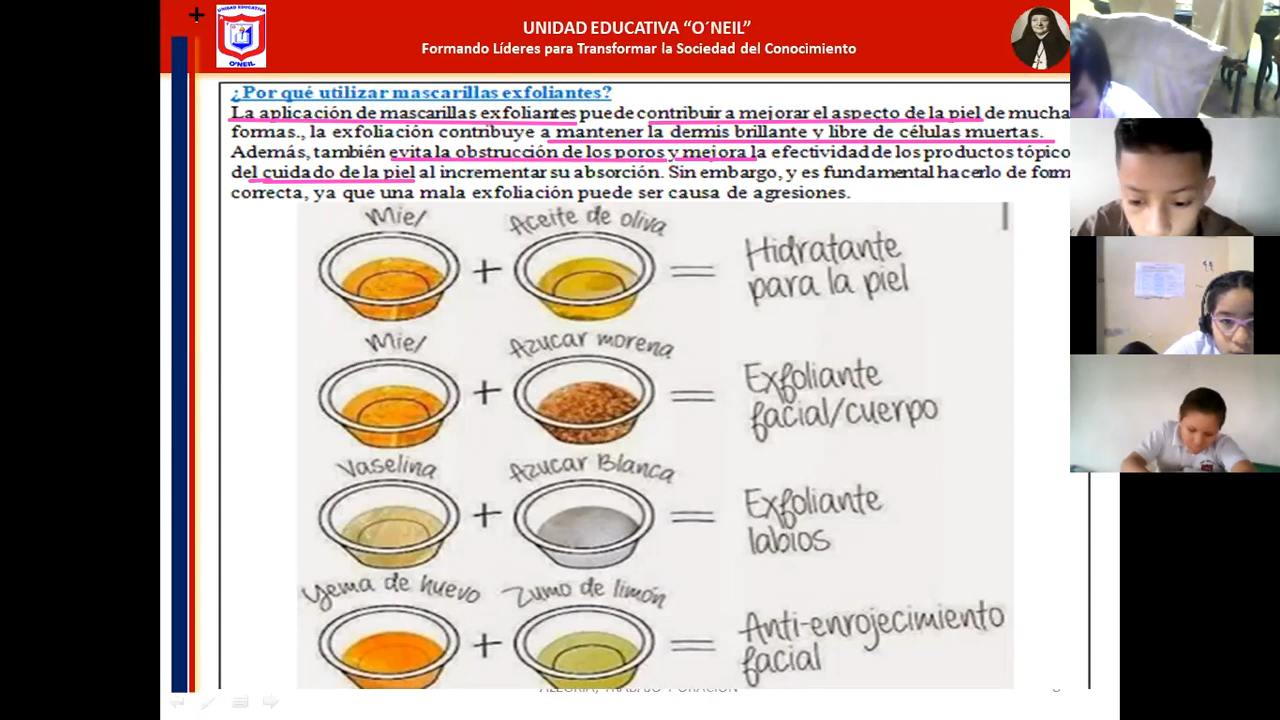 UNIDAD EDUCATIVA
O'NEIL
UNIDAD EDUCATIVA “O´NEIL”
Formando Líderes para Transformar la Sociedad del Conocimiento
¿Por qué utilizar mascarillas exfoliantes?
La aplicación de mascarillas exfoliantes puede contribuir a mejorar el aspecto de la piel de mucha
formas., la exfoliación contribuye a mantener la dermis brillante y libre de células muertas.
Además, también evita la obstrucción de los poros y mejora la efectividad de los productos tópico
del cuidado de la piel al incrementar su absorción. Sin embargo, y es fundamental hacerlo de form
correcta, ya que una mala exfoliación puede ser causa de agresiones.
Miel + Aceite de oliva = Hidratante para la piel
Miel + Azucar morena = Exfoliante facial/cuerpo
Vaselina + Azucar Blanca = Exfoliante labios
Yema de huevo + Zumo de limón = Anti-enrojecimiento facial